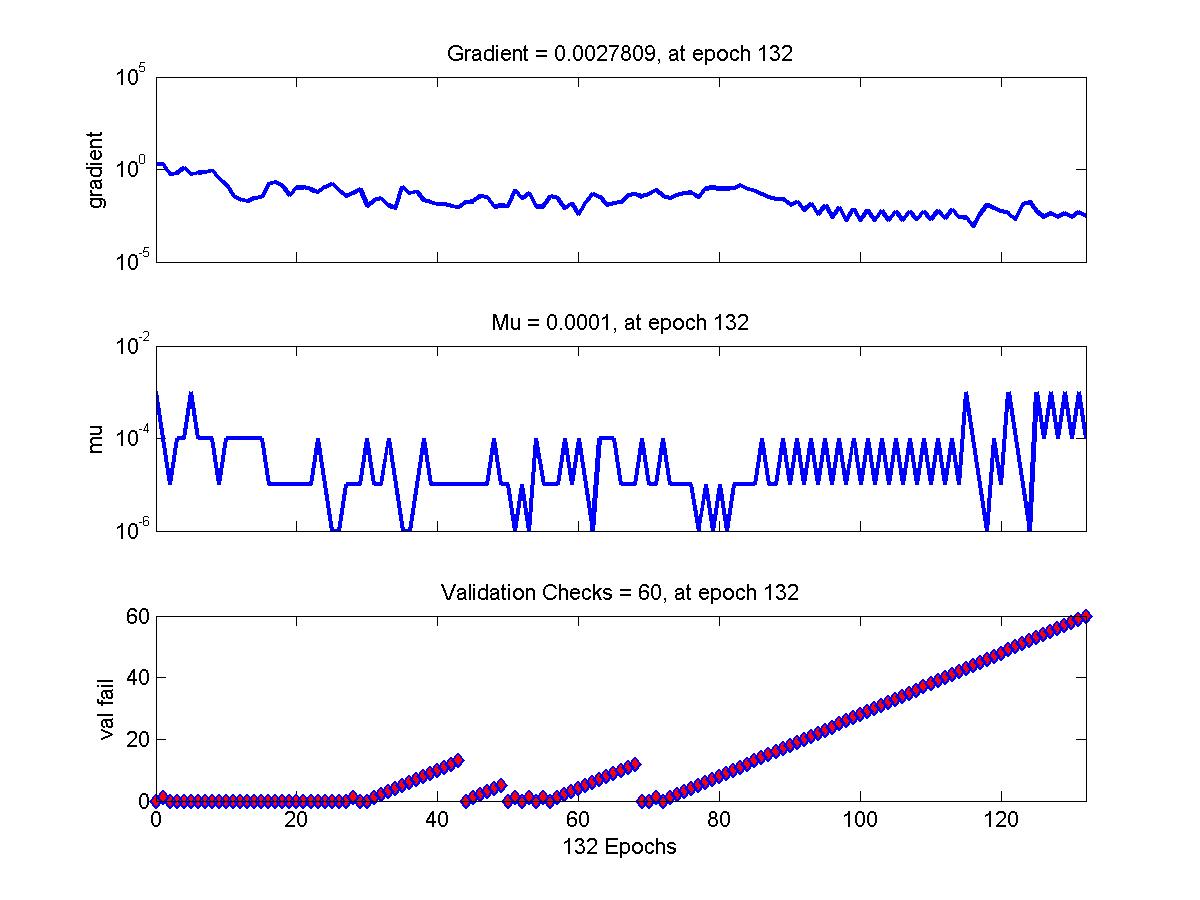 Gradient = 0.0027809, at epoch 132
10^5
10^0
10^-5
gradient
Mu = 0.0001, at epoch 132
10^-2
10^-4
10^-6
mu
Validation Checks = 60, at epoch 132
60
40
20
0
val fail
0 20 40 60 80 100 120
132 Epochs